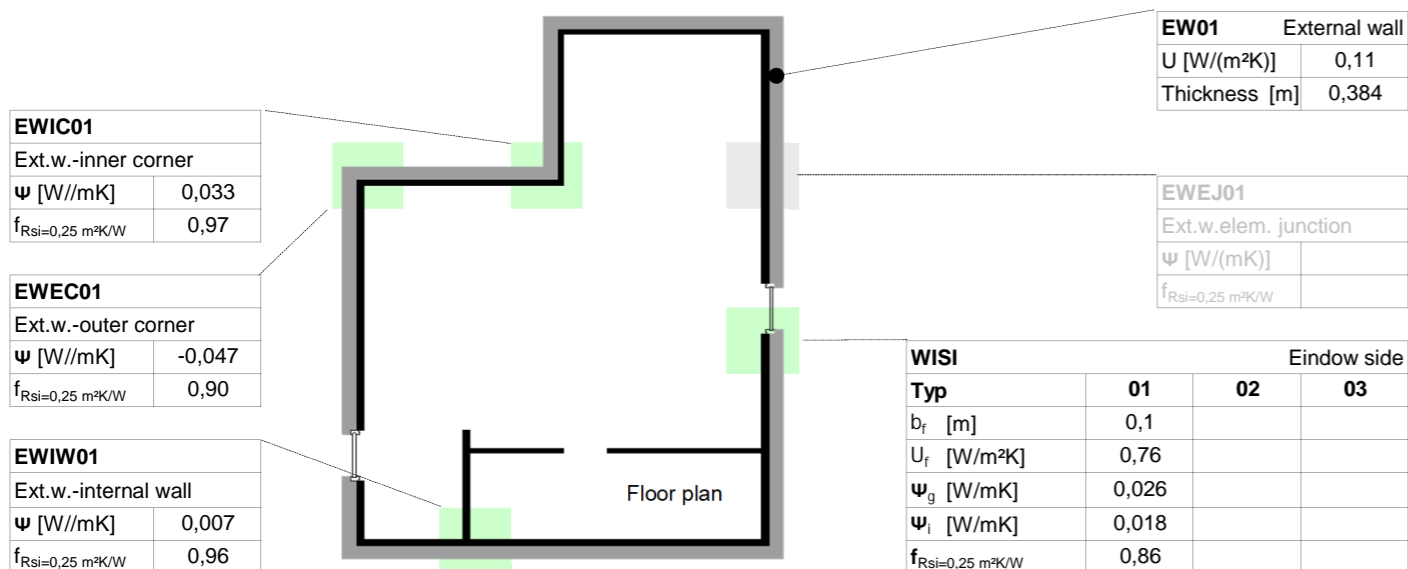 EW01 External wall
U [W/(m²K)] 0,11
Thickness [m] 0,384
EWIC01
Ext.w.-inner corner
Ψ [W//mK] 0,033
fRsi=0,25 m²K/W 0,97
EWEJ01
Ext.w.elem. junction
Ψ [W/(mK)]
fRsi=0,25 m²K/W
EWEC01
Ext.w.-outer corner
Ψ [W//mK] -0,047
fRsi=0,25 m²K/W 0,90
WISI Eindow side
Typ 01 02 03
bf [m] 0,1
Uf [W/m²K] 0,76
Ψg [W/mK] 0,026
Ψi [W/mK] 0,018
fRsi=0,25 m²K/W 0,86
EWIW01
Ext.w.-internal wall
Ψ [W//mK] 0,007
fRsi=0,25 m²K/W 0,96
Floor plan